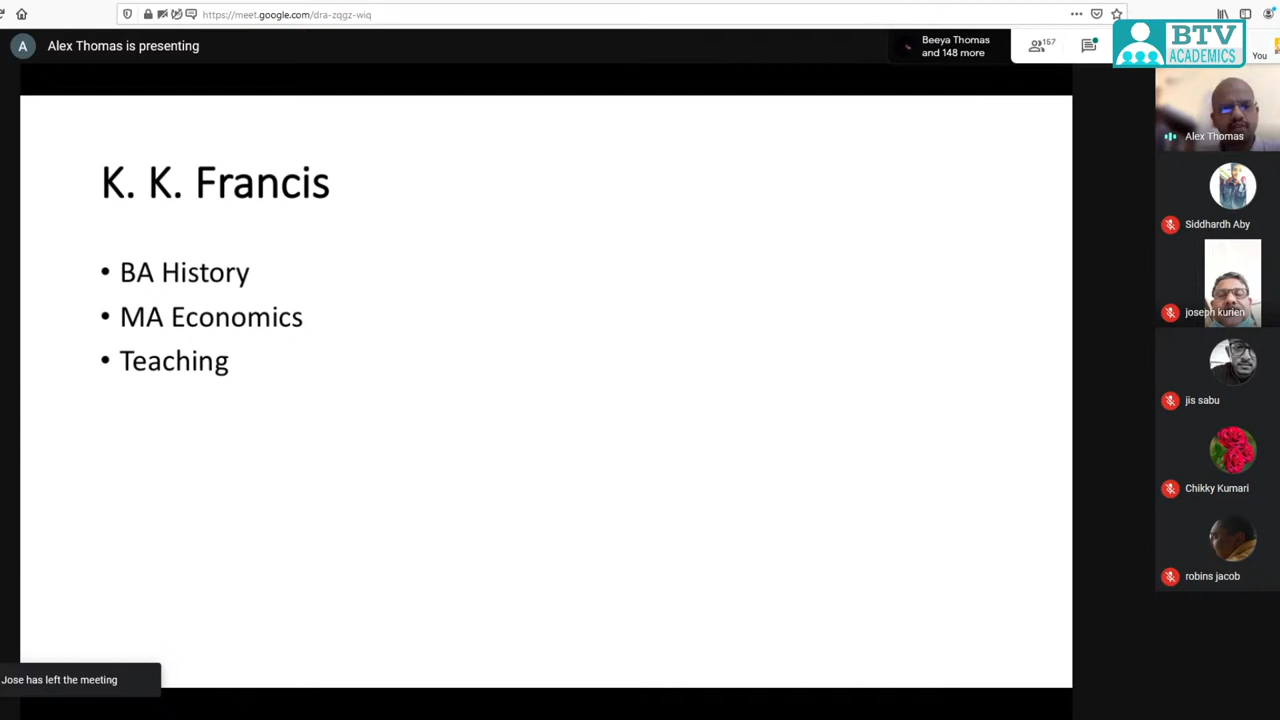 https://meet.google.com/dra-zqgz-wiq
A
Alex Thomas is presenting
Beeya Thomas
and 148 more
157
BTV
ACADEMICS
You
K. K. Francis
• BA History
• MA Economics
• Teaching
Alex Thomas
Siddhardh Aby
joseph kurien
jis sabu
Chikky Kumari
robins jacob
Jose has left the meeting